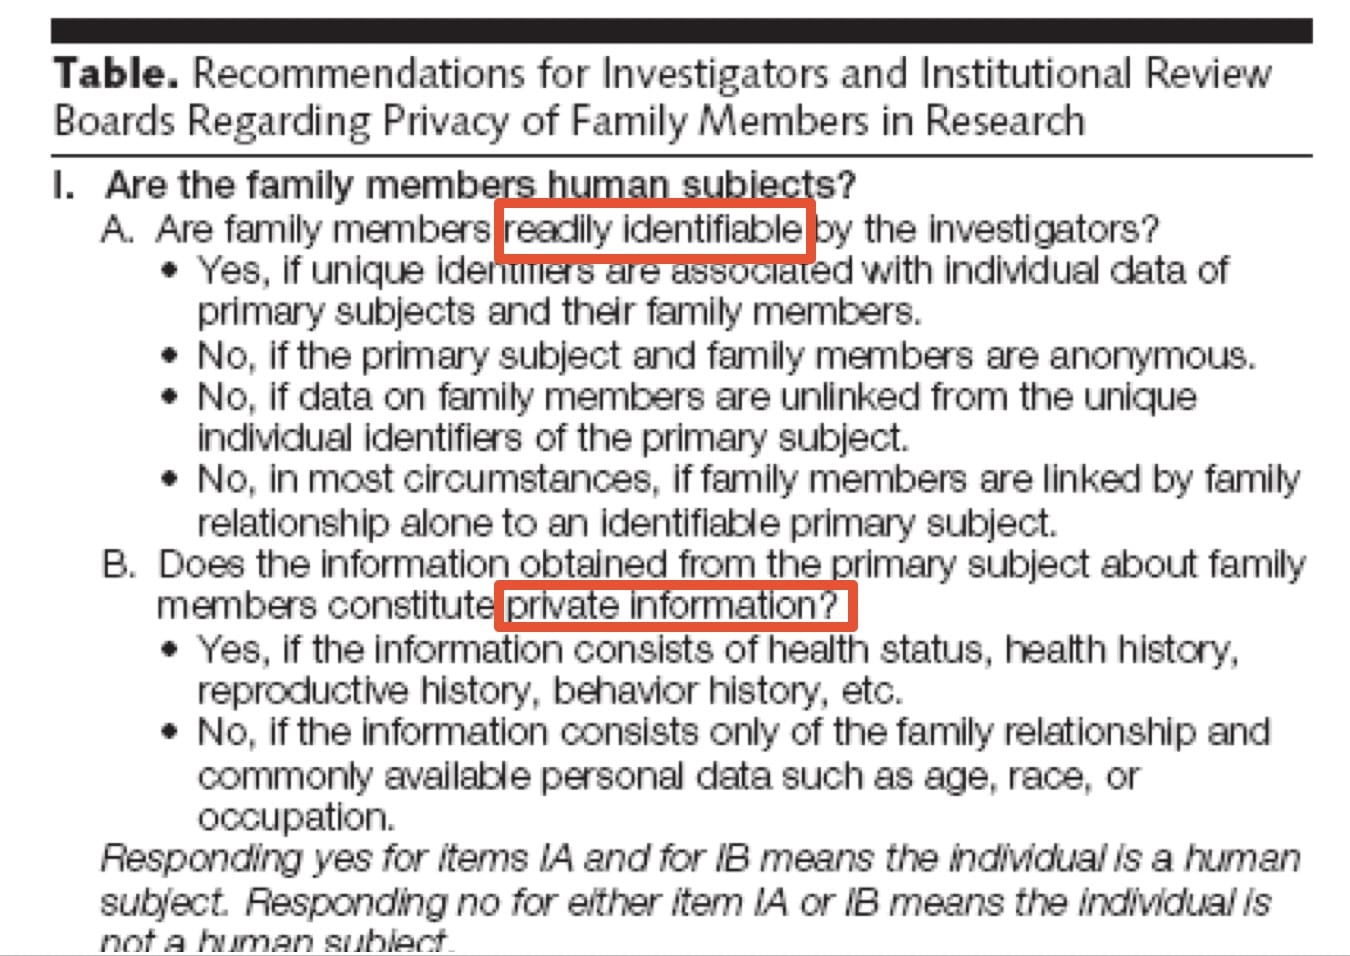 Table. Recommendations for Investigators and Institutional Review
Boards Regarding Privacy of Family Members in Research
I. Are the family members human subjects?
A. Are family members readily identifiable by the investigators?
• Yes, if unique identifiers are associated with individual data of
primary subjects and their family members.
• No, if the primary subject and family members are anonymous.
• No, if data on family members are unlinked from the unique
individual identifiers of the primary subject.
• No, in most circumstances, if family members are linked by family
relationship alone to an identifiable primary subject.
B. Does the information obtained from the primary subject about family
members constitute private information?
• Yes, if the information consists of health status, health history,
reproductive history, behavior history, etc.
• No, if the information consists only of the family relationship and
commonly available personal data such as age, race, or
occupation.
Responding yes for items IA and for IB means the individual is a human
subject. Responding no for either item IA or IB means the individual is
not a human subject.